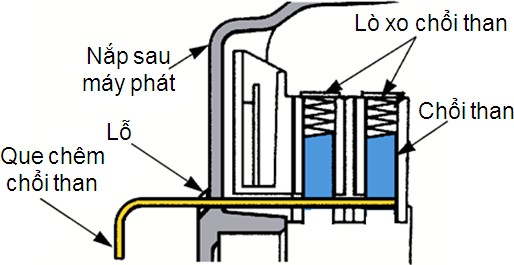 Lò xo chổi than
Nắp sau
máy phát
Chổi than
Lỗ
Que chêm
chổi than